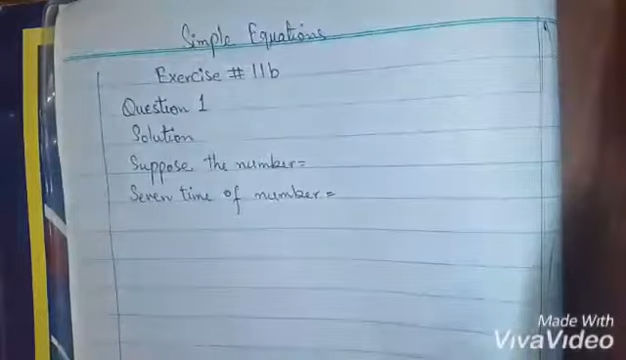 Simple Equations
Exercise # 11b
Question 1
Solution
Suppose the number=
Seven time of number=
Made With
VivaVideo